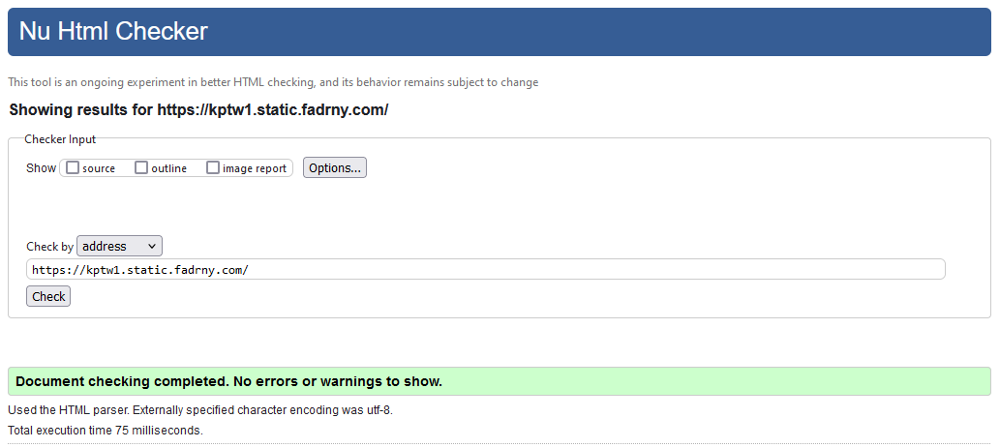 Nu Html Checker
This tool is an ongoing experiment in better HTML checking, and its behavior remains subject to change
Showing results for https://kptw1.static.fadrny.com/
Checker Input
Show source outline image report Options...
Check by address
https://kptw1.static.fadrny.com/
Check
Document checking completed. No errors or warnings to show.
Used the HTML parser. Externally specified character encoding was utf-8.
Total execution time 75 milliseconds.